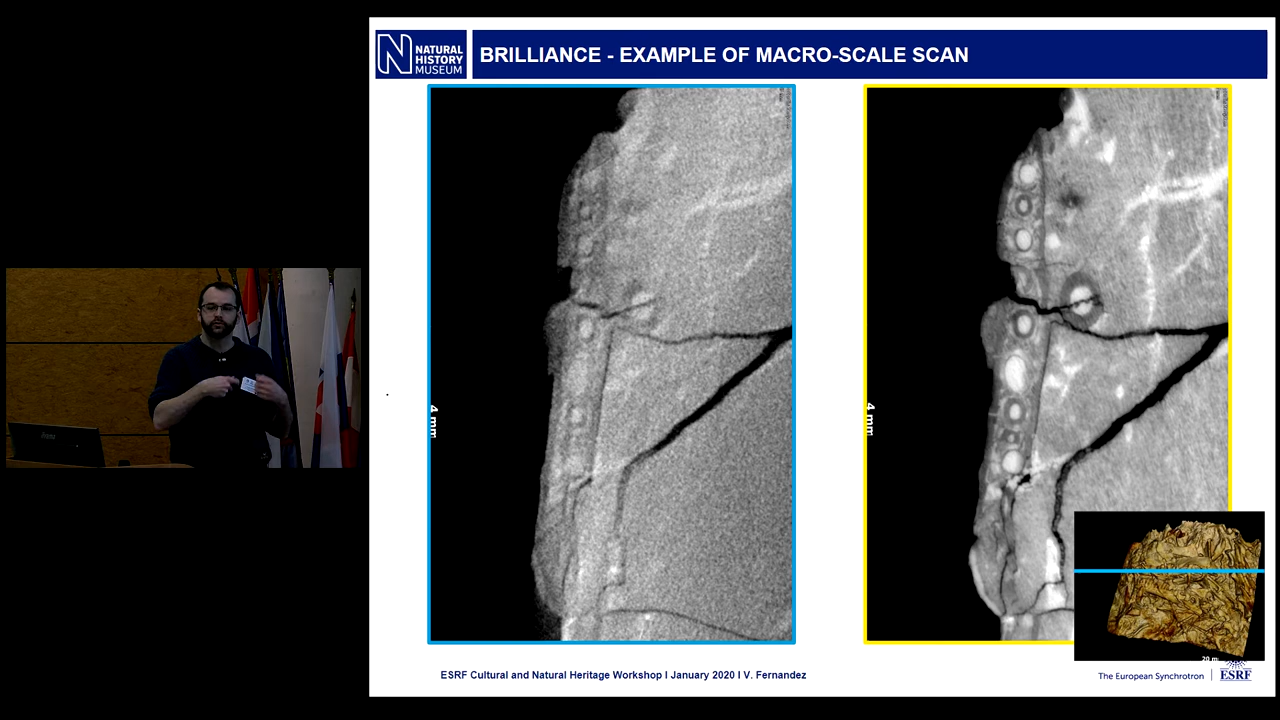 NATURAL
HISTORY
MUSEUM
BRILLIANCE - EXAMPLE OF MACRO-SCALE SCAN
4 mm
4 mm
20 m
ESRF Cultural and Natural Heritage Workshop I January 2020 I V. Fernandez
The European Synchrotron
ESRF